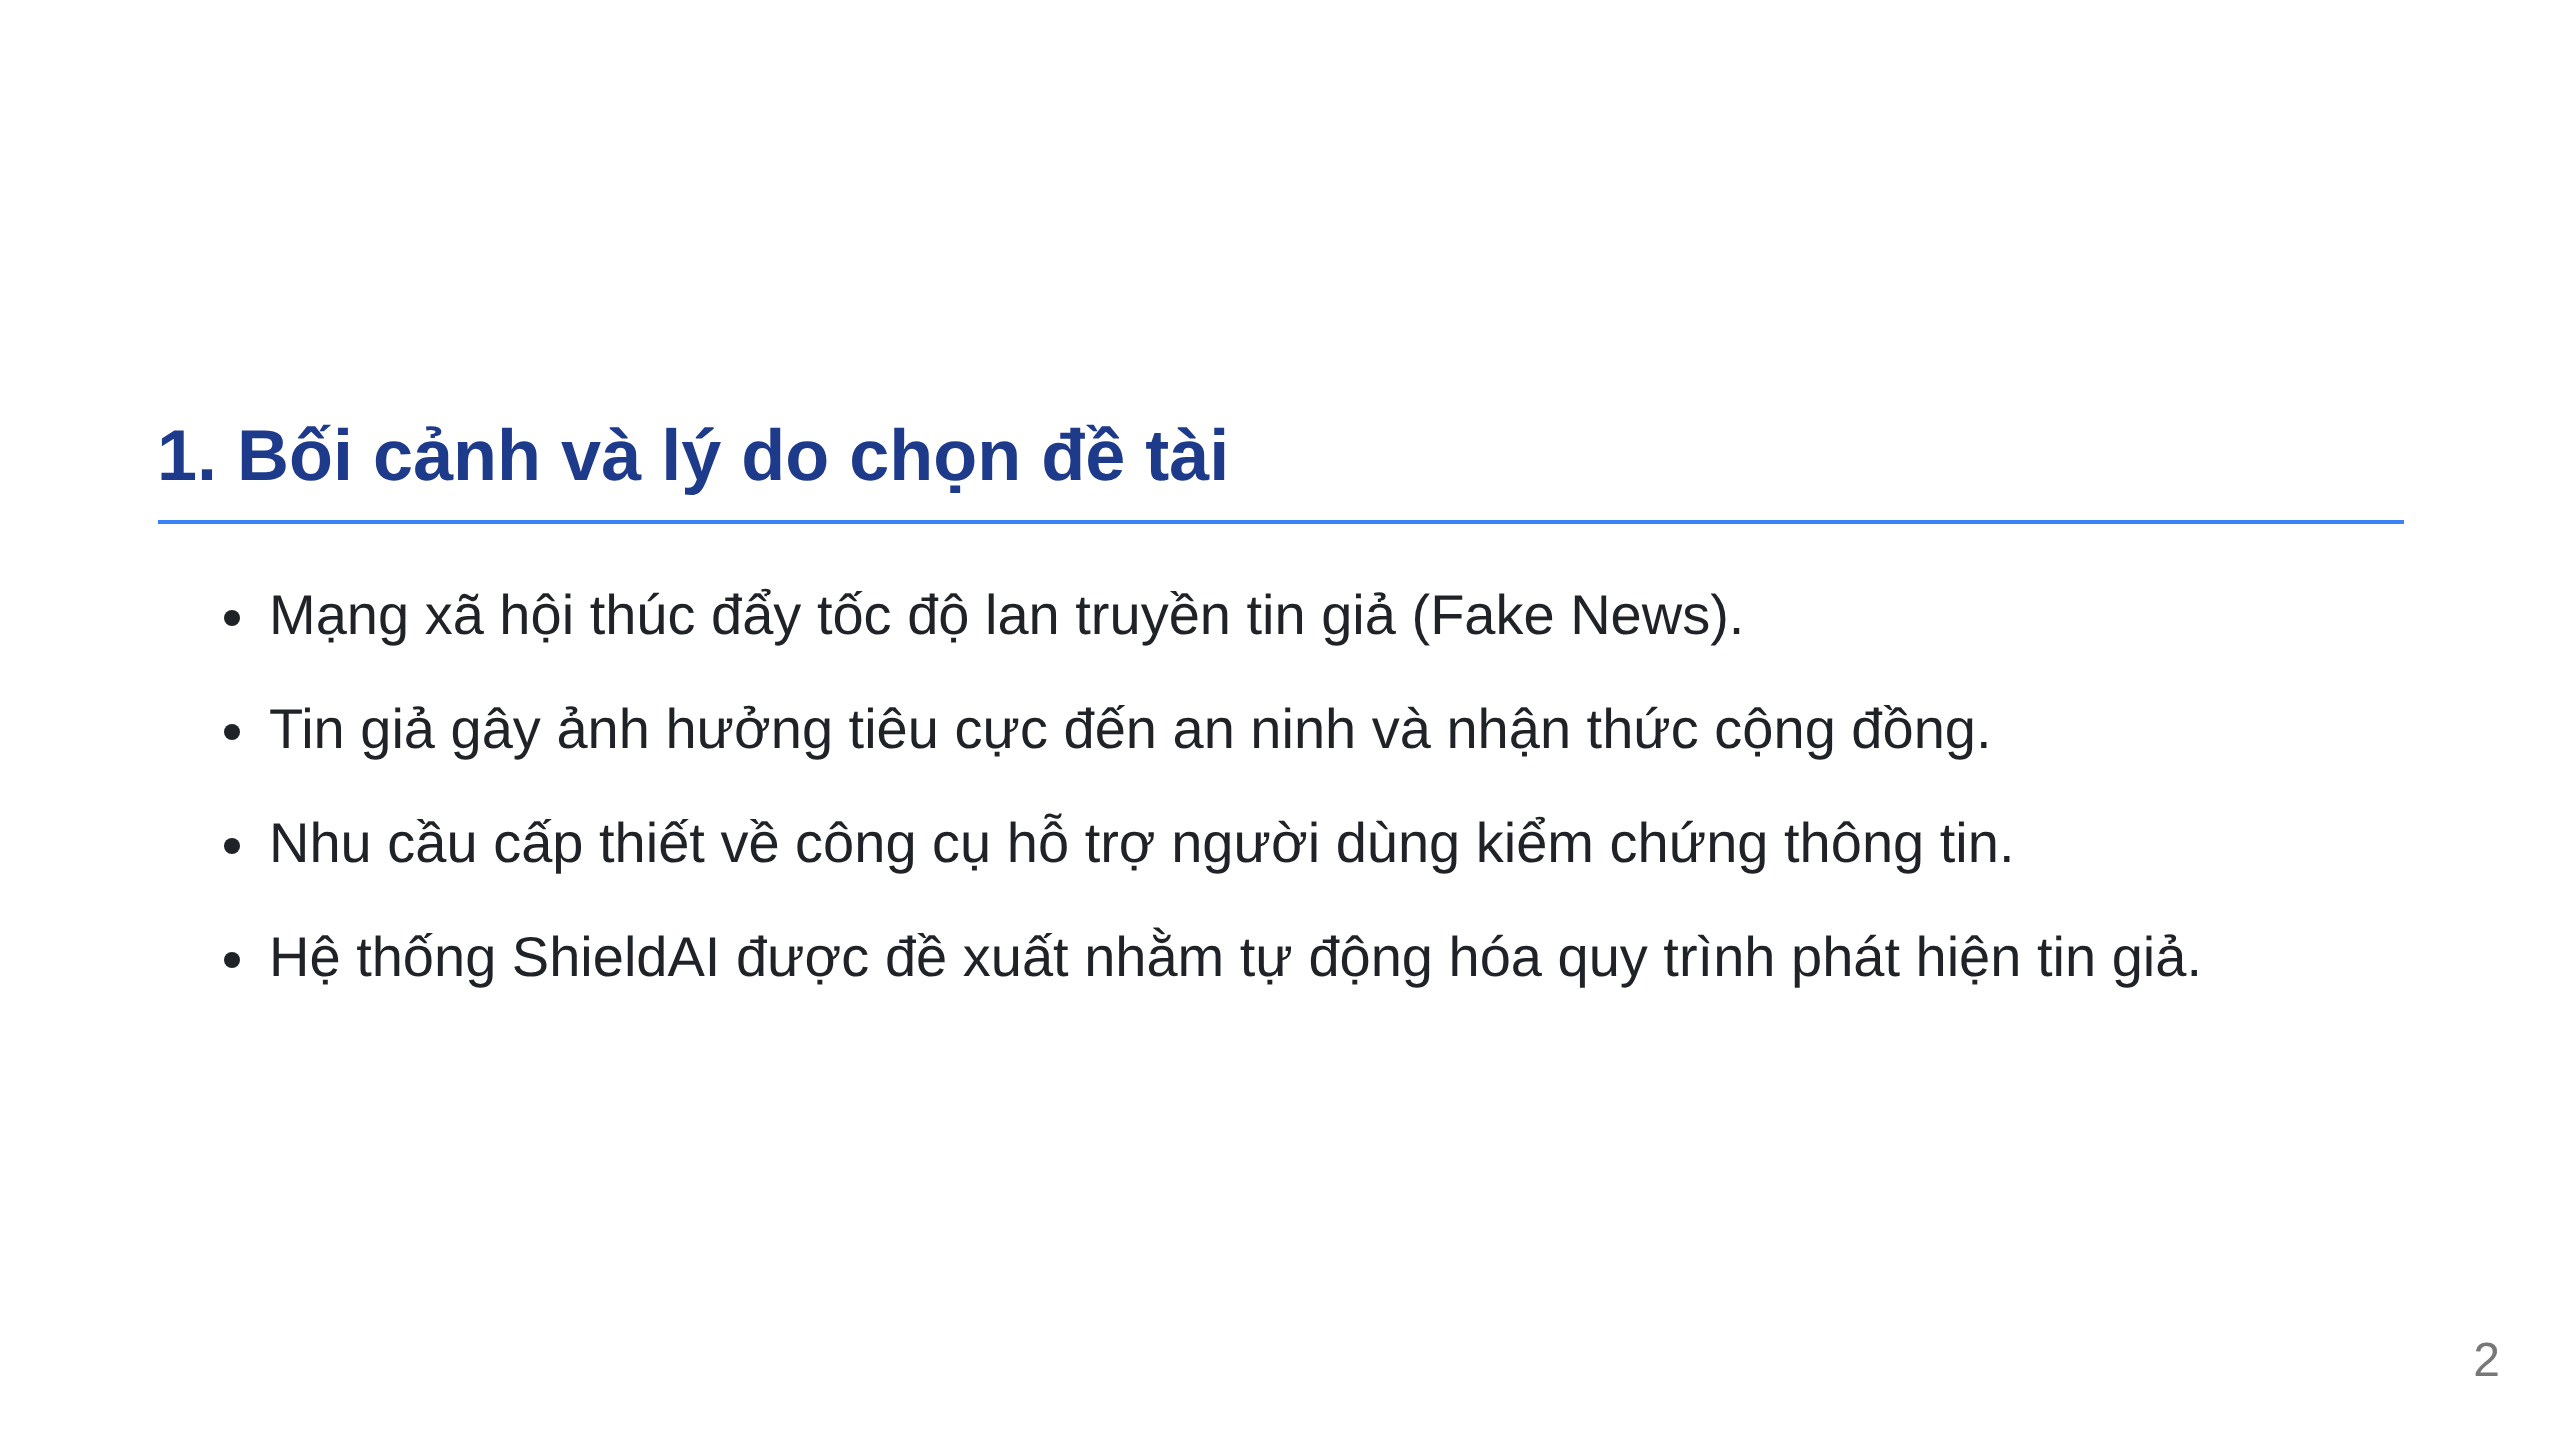 1. Bối cảnh và lý do chọn đề tài
• Mạng xã hội thúc đẩy tốc độ lan truyền tin giả (Fake News).
• Tin giả gây ảnh hưởng tiêu cực đến an ninh và nhận thức cộng đồng.
• Nhu cầu cấp thiết về công cụ hỗ trợ người dùng kiểm chứng thông tin.
• Hệ thống ShieldAI được đề xuất nhằm tự động hóa quy trình phát hiện tin giả.
2